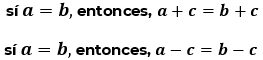 sí a = b, entonces, a + c = b + c
sí a = b, entonces, a − c = b − c